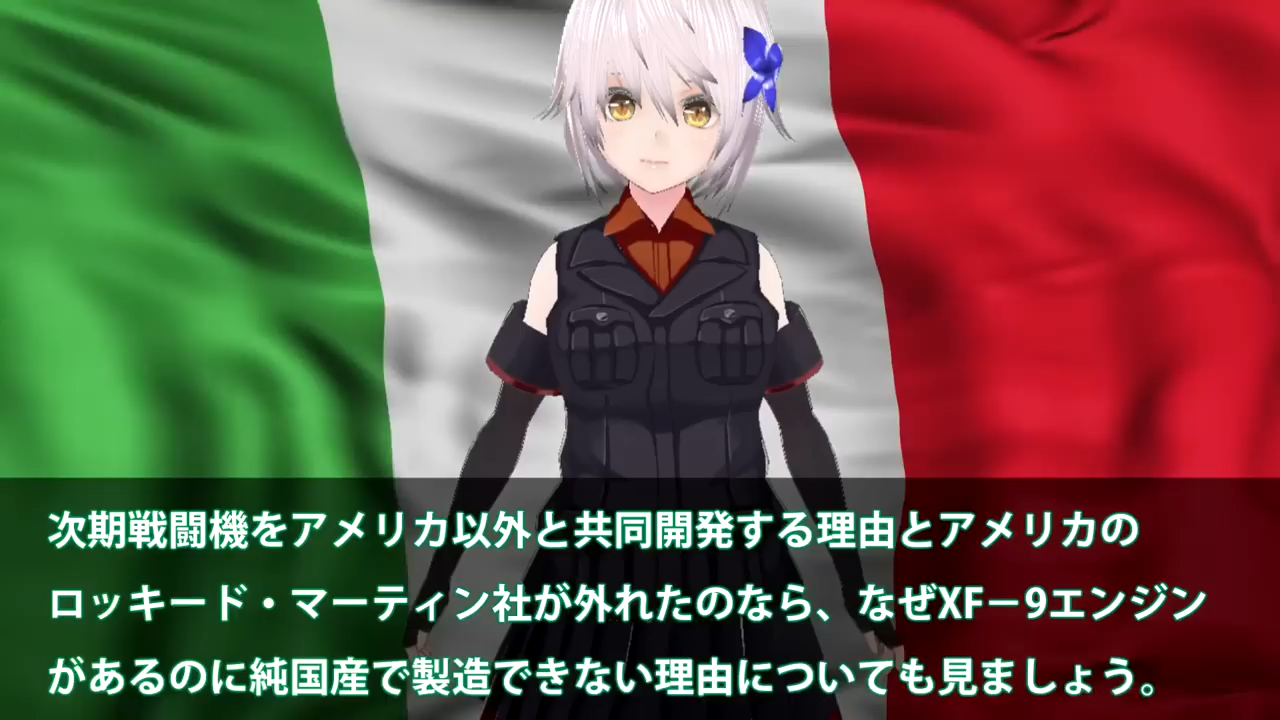 次期戦闘機をアメリカ以外と共同開発する理由とアメリカの
ロッキード・マーティン社が外れたのなら、なぜXF－9エンジン
があるのに純国産で製造できない理由についても見ましょう。